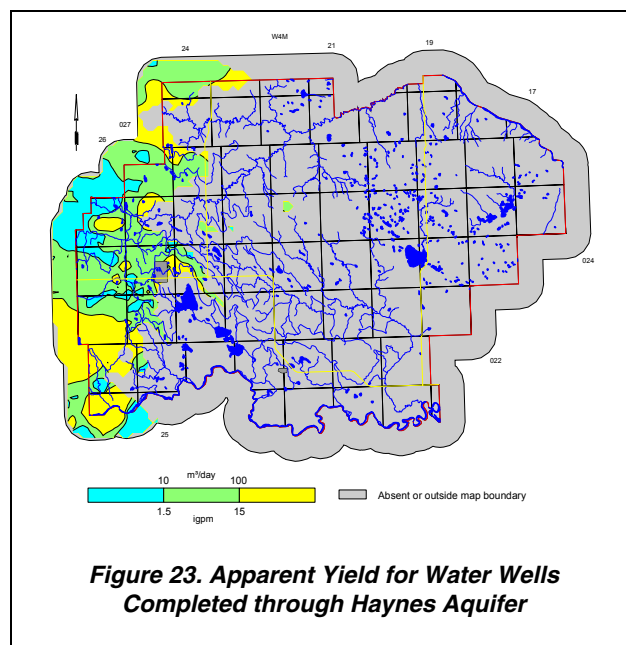 W4M
24
21
19
17
027
26
024
022
25
m³/day
10
100
1.5
15
igpm
Absent or outside map boundary
Figure 23. Apparent Yield for Water Wells
Completed through Haynes Aquifer